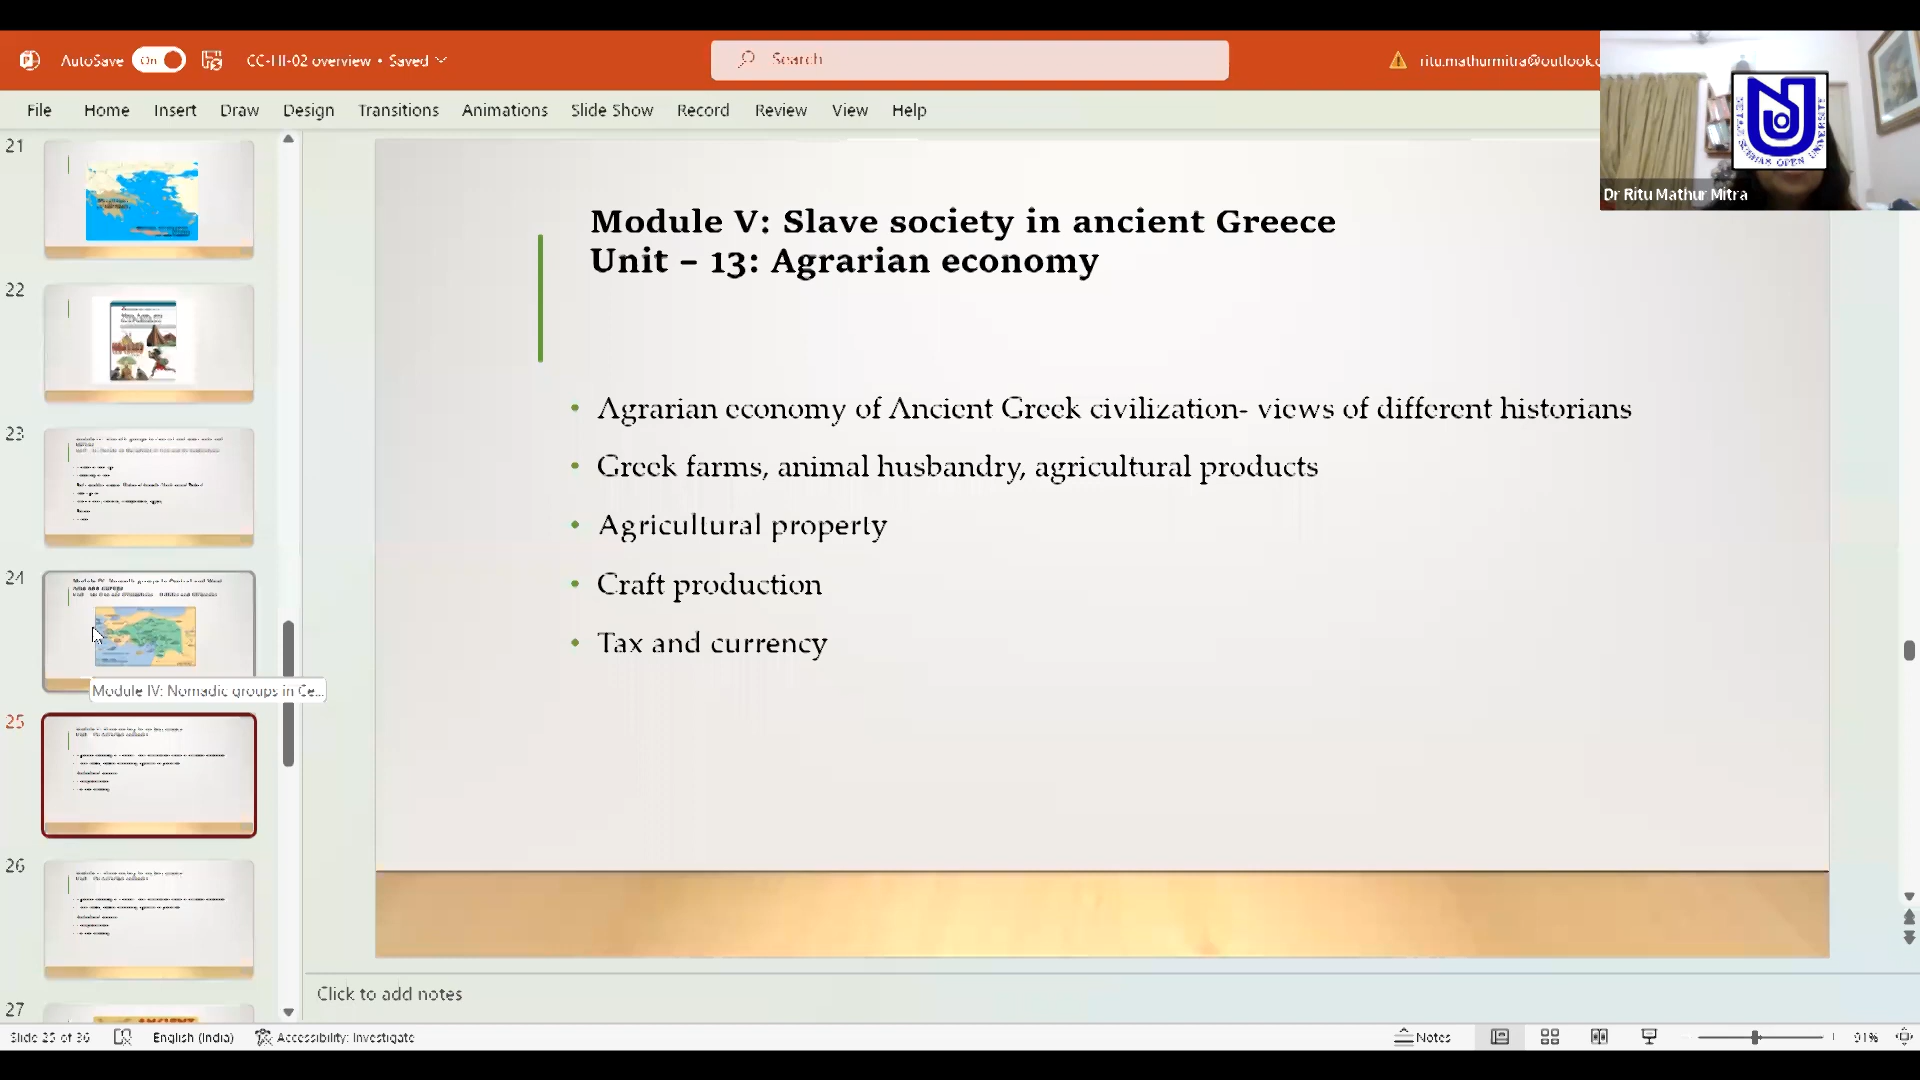 AutoSave
On
CC-HI-02 overview • Saved
Search
ritu.mathurmitra@outlook.c
File
Home
Insert
Draw
Design
Transitions
Animations
Slide Show
Record
Review
View
Help
Dr Ritu Mathur Mitra
21
22
23
24
Module IV: Nomadic groups in Ce...
25
26
27
Module V: Slave society in ancient Greece
Unit – 13: Agrarian economy
• Agrarian economy of Ancient Greek civilization- views of different historians
• Greek farms, animal husbandry, agricultural products
• Agricultural property
• Craft production
• Tax and currency
Click to add notes
Slide 25 of 36
English (India)
Accessibility: Investigate
Notes
91%